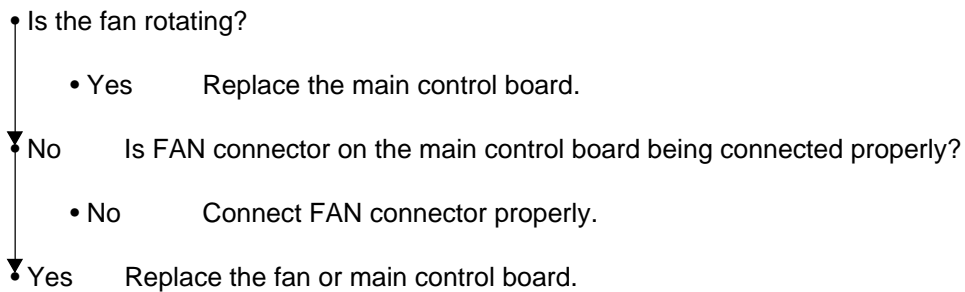 • Is the fan rotating?
• Yes Replace the main control board.
• No Is FAN connector on the main control board being connected properly?
• No Connect FAN connector properly.
• Yes Replace the fan or main control board.